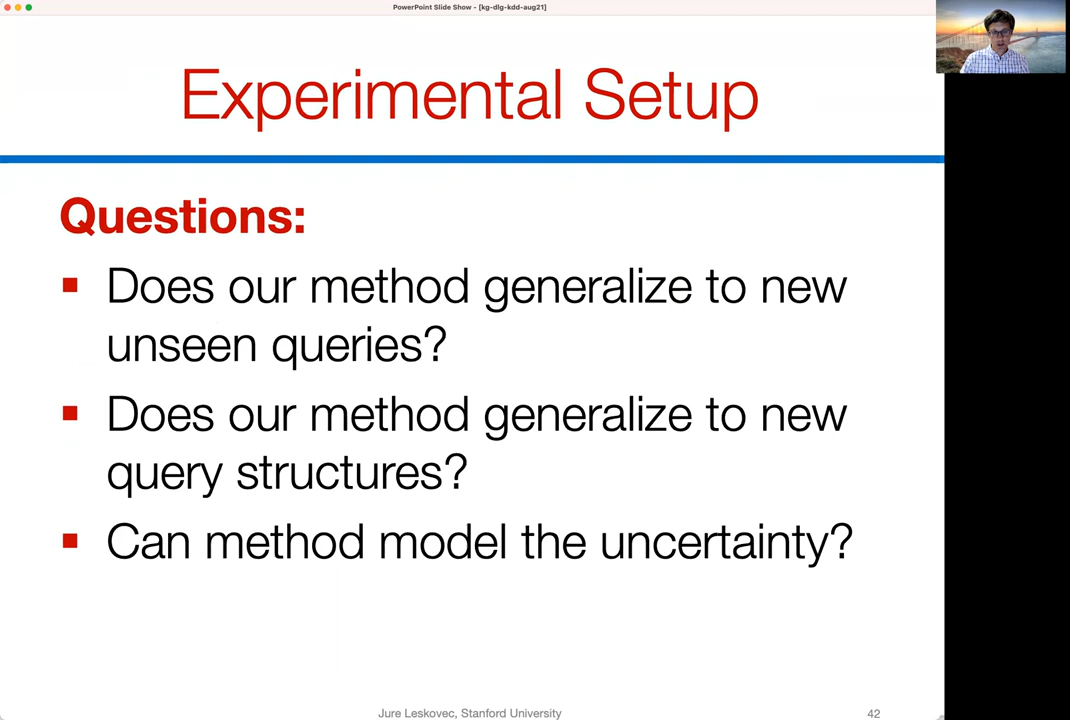 PowerPoint Slide Show - [kg-dlg-kdd-aug21]
Experimental Setup
Questions:
▪ Does our method generalize to new
unseen queries?
▪ Does our method generalize to new
query structures?
▪ Can method model the uncertainty?
Jure Leskovec, Stanford University
42